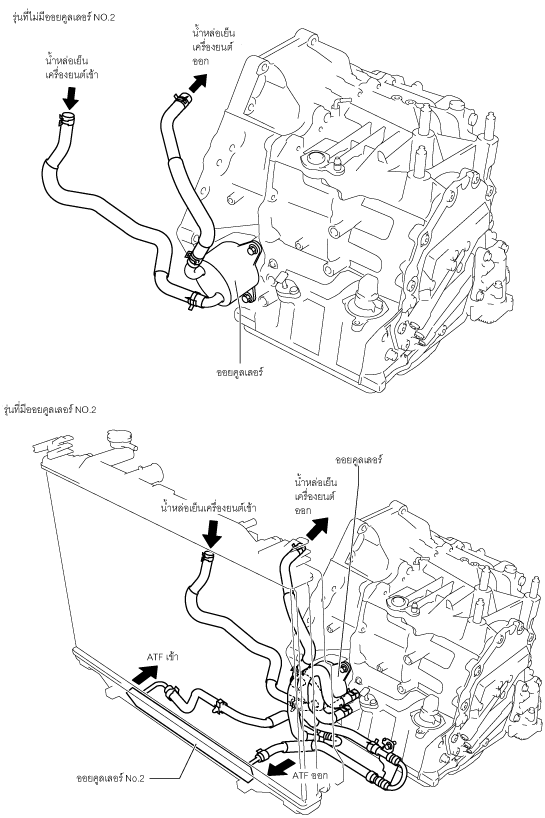 รุ่นที่ไม่มีออยคูลเลอร์ NO.2
น้ำหล่อเย็น
เครื่องยนต์
ออก
น้ำหล่อเย็น
เครื่องยนต์เข้า
ออยคูลเลอร์
รุ่นที่มีออยคูลเลอร์ NO.2
ออยคูลเลอร์
น้ำหล่อเย็น
เครื่องยนต์
ออก
น้ำหล่อเย็นเครื่องยนต์เข้า
ATF เข้า
ออยคูลเลอร์ No.2
ATF ออก